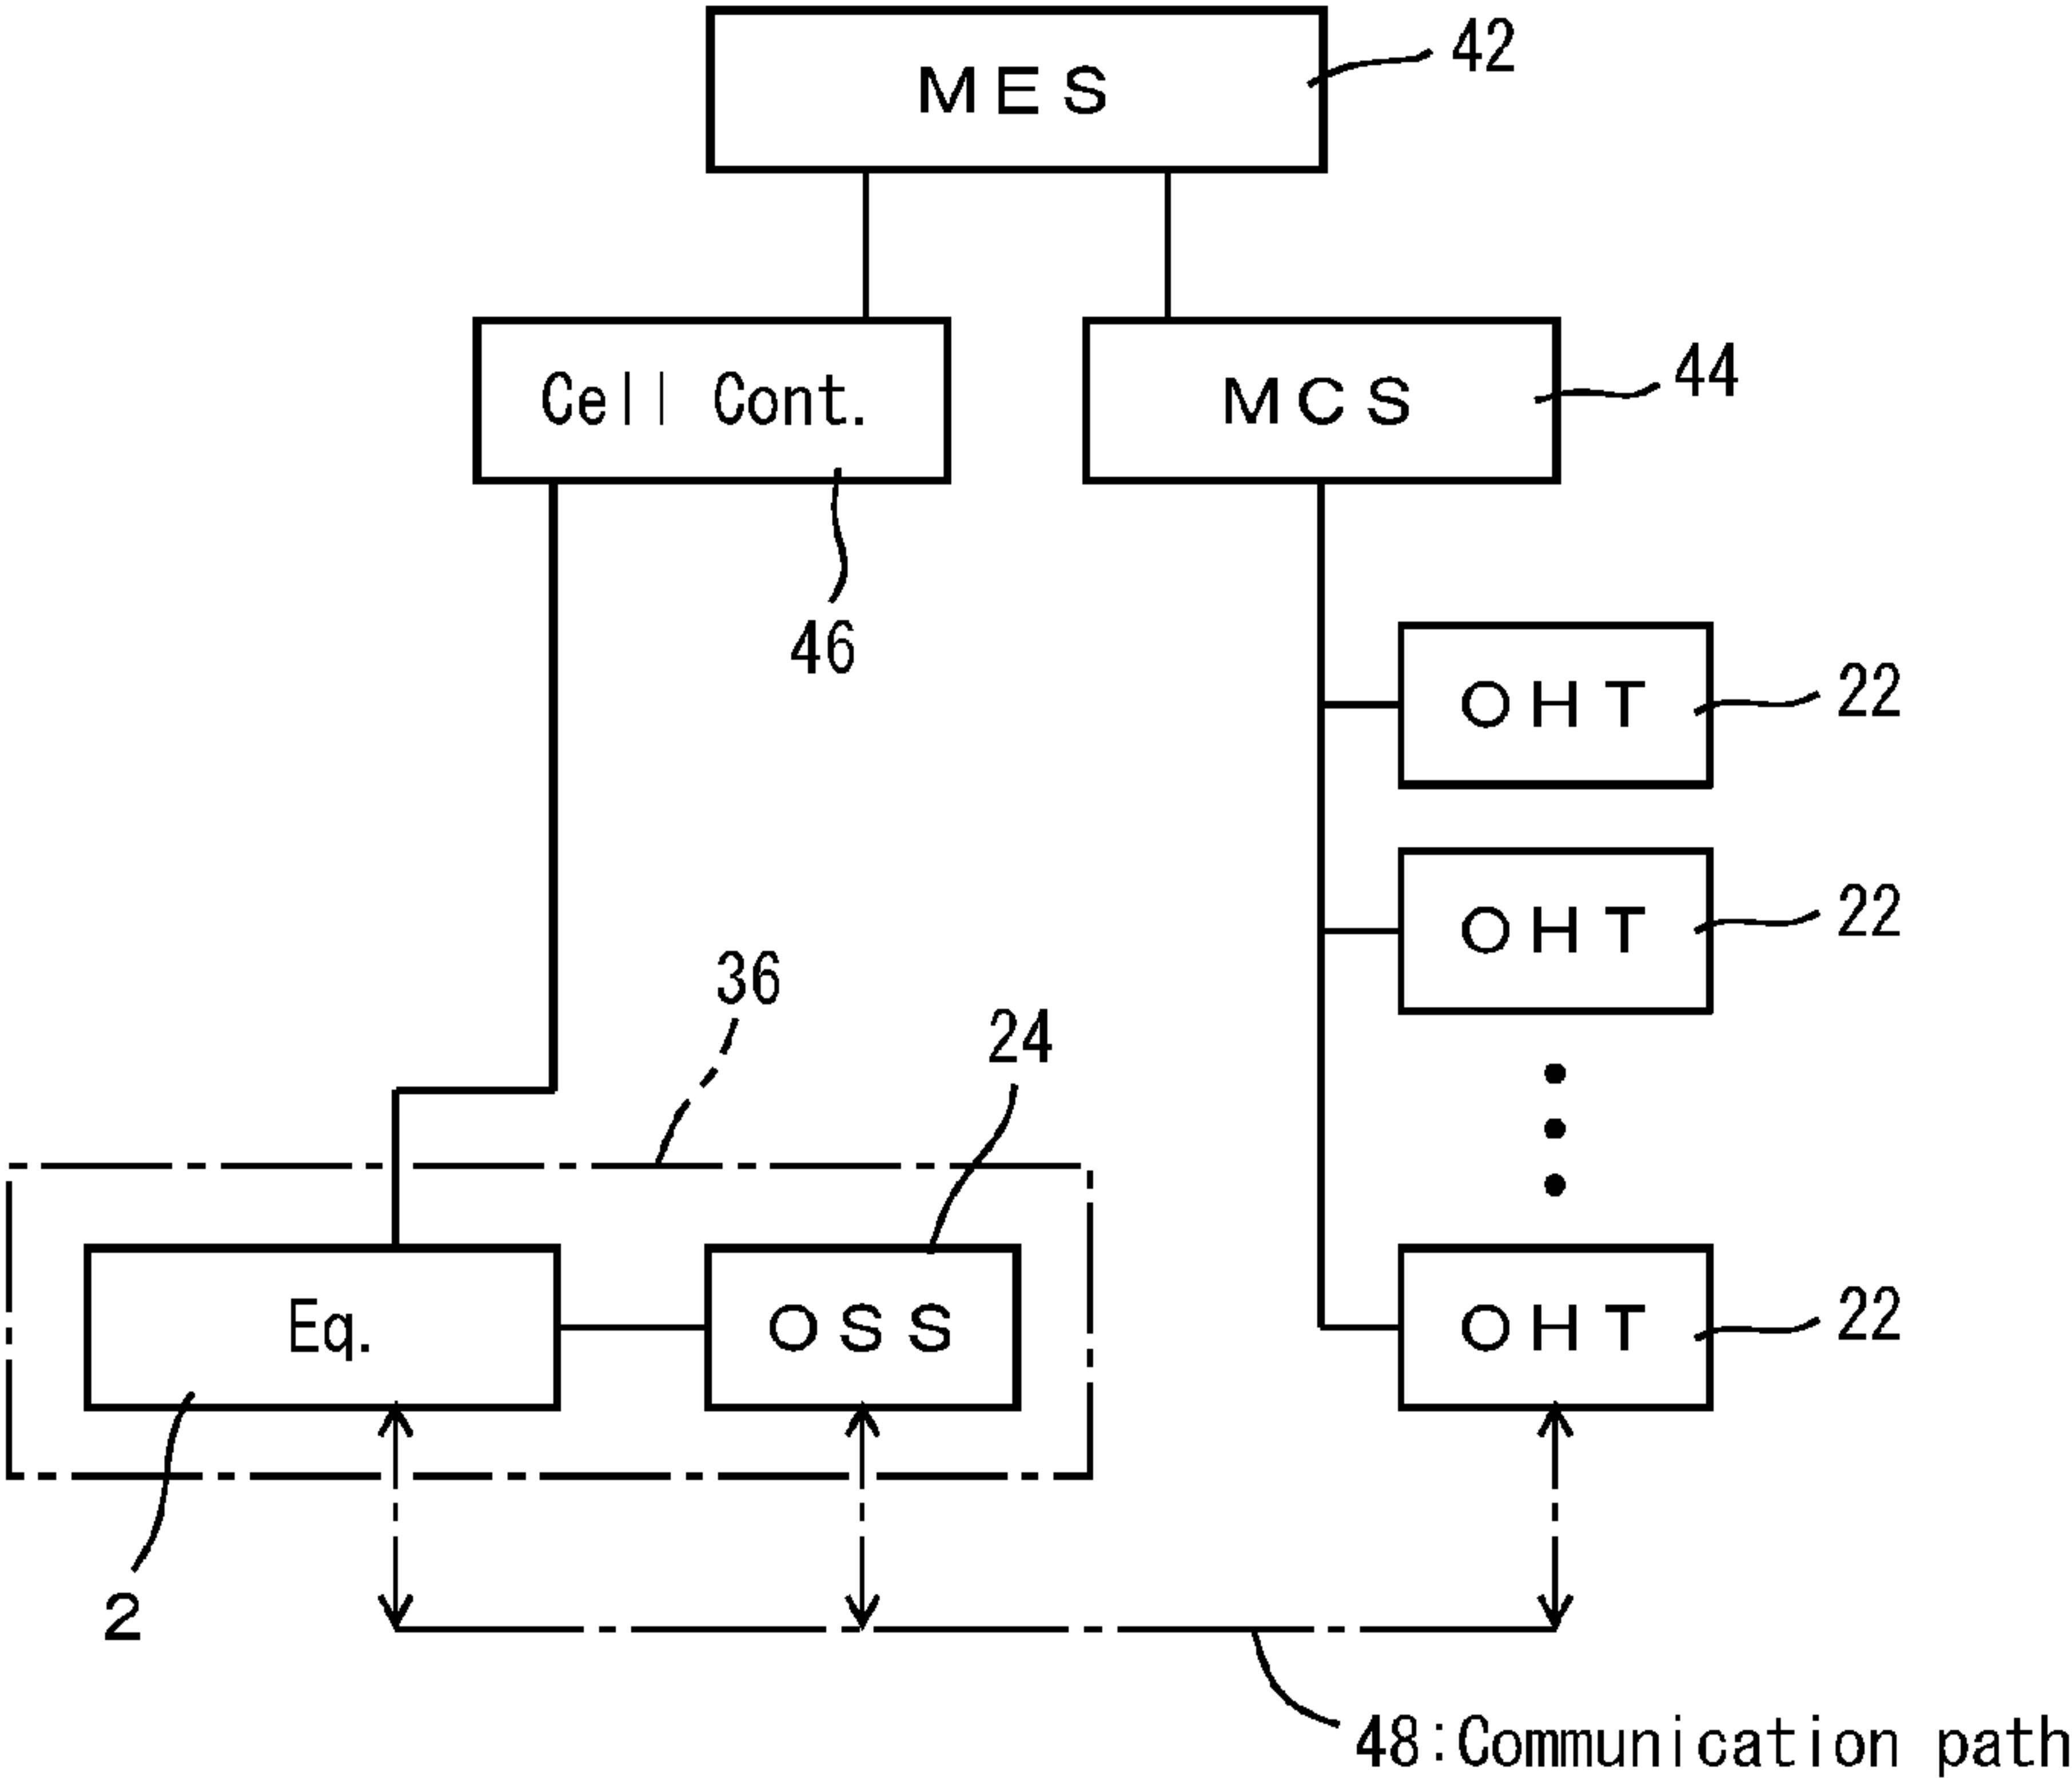 MES
42
Cell Cont.
MCS
44
46
OHT
22
OHT
22
36
24
Eq.
OSS
OHT
22
2
48:Communication path